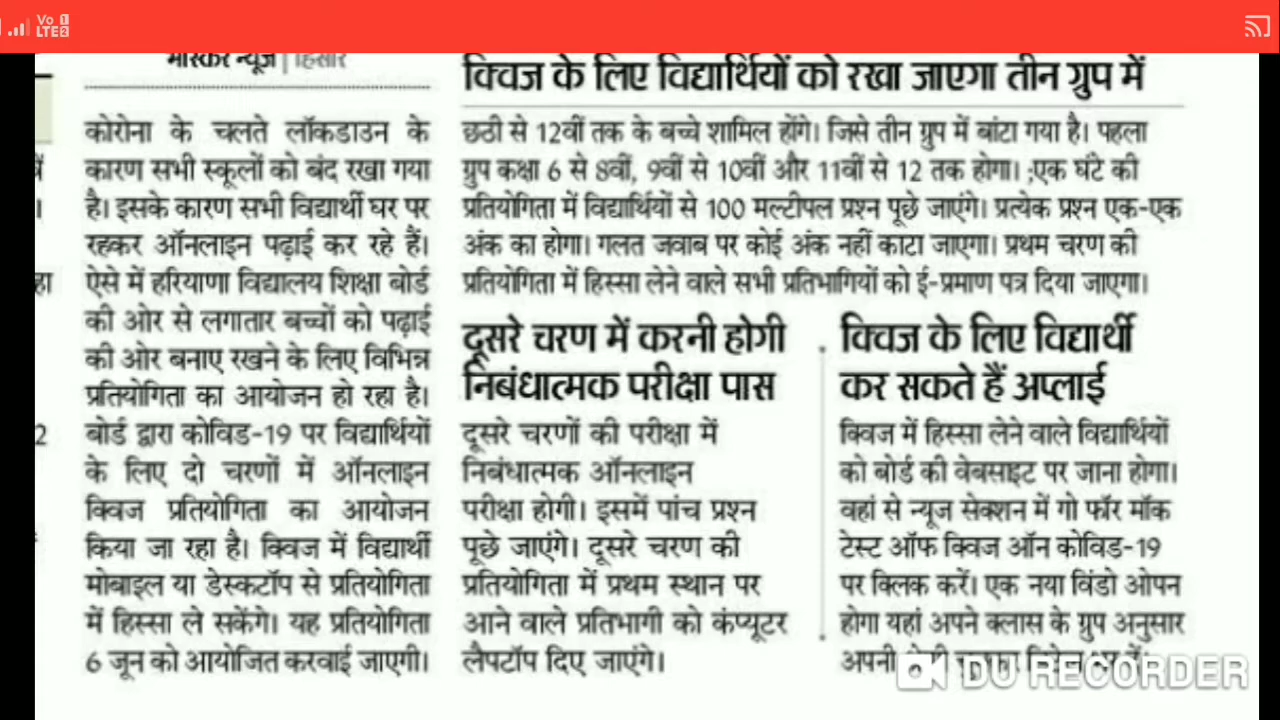 Vo 1
LTE 2
भास्कर न्यूज | हिसार
कोरोना के चलते लॉकडाउन के
कारण सभी स्कूलों को बंद रखा गया
है। इसके कारण सभी विद्यार्थी घर पर
रहकर ऑनलाइन पढ़ाई कर रहे हैं।
ऐसे में हरियाणा विद्यालय शिक्षा बोर्ड
की ओर से लगातार बच्चों को पढ़ाई
की ओर बनाए रखने के लिए विभिन्न
प्रतियोगिता का आयोजन हो रहा है।
बोर्ड द्वारा कोविड-19 पर विद्यार्थियों
के लिए दो चरणों में ऑनलाइन
क्विज प्रतियोगिता का आयोजन
किया जा रहा है। क्विज में विद्यार्थी
मोबाइल या डेस्कटॉप से प्रतियोगिता
में हिस्सा ले सकेंगे। यह प्रतियोगिता
6 जून को आयोजित करवाई जाएगी।
क्विज के लिए विद्यार्थियों को रखा जाएगा तीन ग्रुप में
छठी से 12वीं तक के बच्चे शामिल होंगे। जिसे तीन ग्रुप में बांटा गया है। पहला
ग्रुप कक्षा 6 से 8वीं, 9वीं से 10वीं और 11वीं से 12 तक होगा। ;एक घंटे की
प्रतियोगिता में विद्यार्थियों से 100 मल्टीपल प्रश्न पूछे जाएंगे। प्रत्येक प्रश्न एक-एक
अंक का होगा। गलत जवाब पर कोई अंक नहीं काटा जाएगा। प्रथम चरण की
प्रतियोगिता में हिस्सा लेने वाले सभी प्रतिभागियों को ई-प्रमाण पत्र दिया जाएगा।
दूसरे चरण में करनी होगी
निबंधात्मक परीक्षा पास
दूसरे चरणों की परीक्षा में
निबंधात्मक ऑनलाइन
परीक्षा होगी। इसमें पांच प्रश्न
पूछे जाएंगे। दूसरे चरण की
प्रतियोगिता में प्रथम स्थान पर
आने वाले प्रतिभागी को कंप्यूटर
लैपटॉप दिए जाएंगे।
क्विज के लिए विद्यार्थी
कर सकते हैं अप्लाई
क्विज में हिस्सा लेने वाले विद्यार्थियों
को बोर्ड की वेबसाइट पर जाना होगा।
वहां से न्यूज सेक्शन में गो फॉर मॉक
टेस्ट ऑफ क्विज ऑन कोविड-19
पर क्लिक करें। एक नया विंडो ओपन
होगा यहां अपने क्लास के ग्रुप अनुसार
अपनी
DU RECORDER